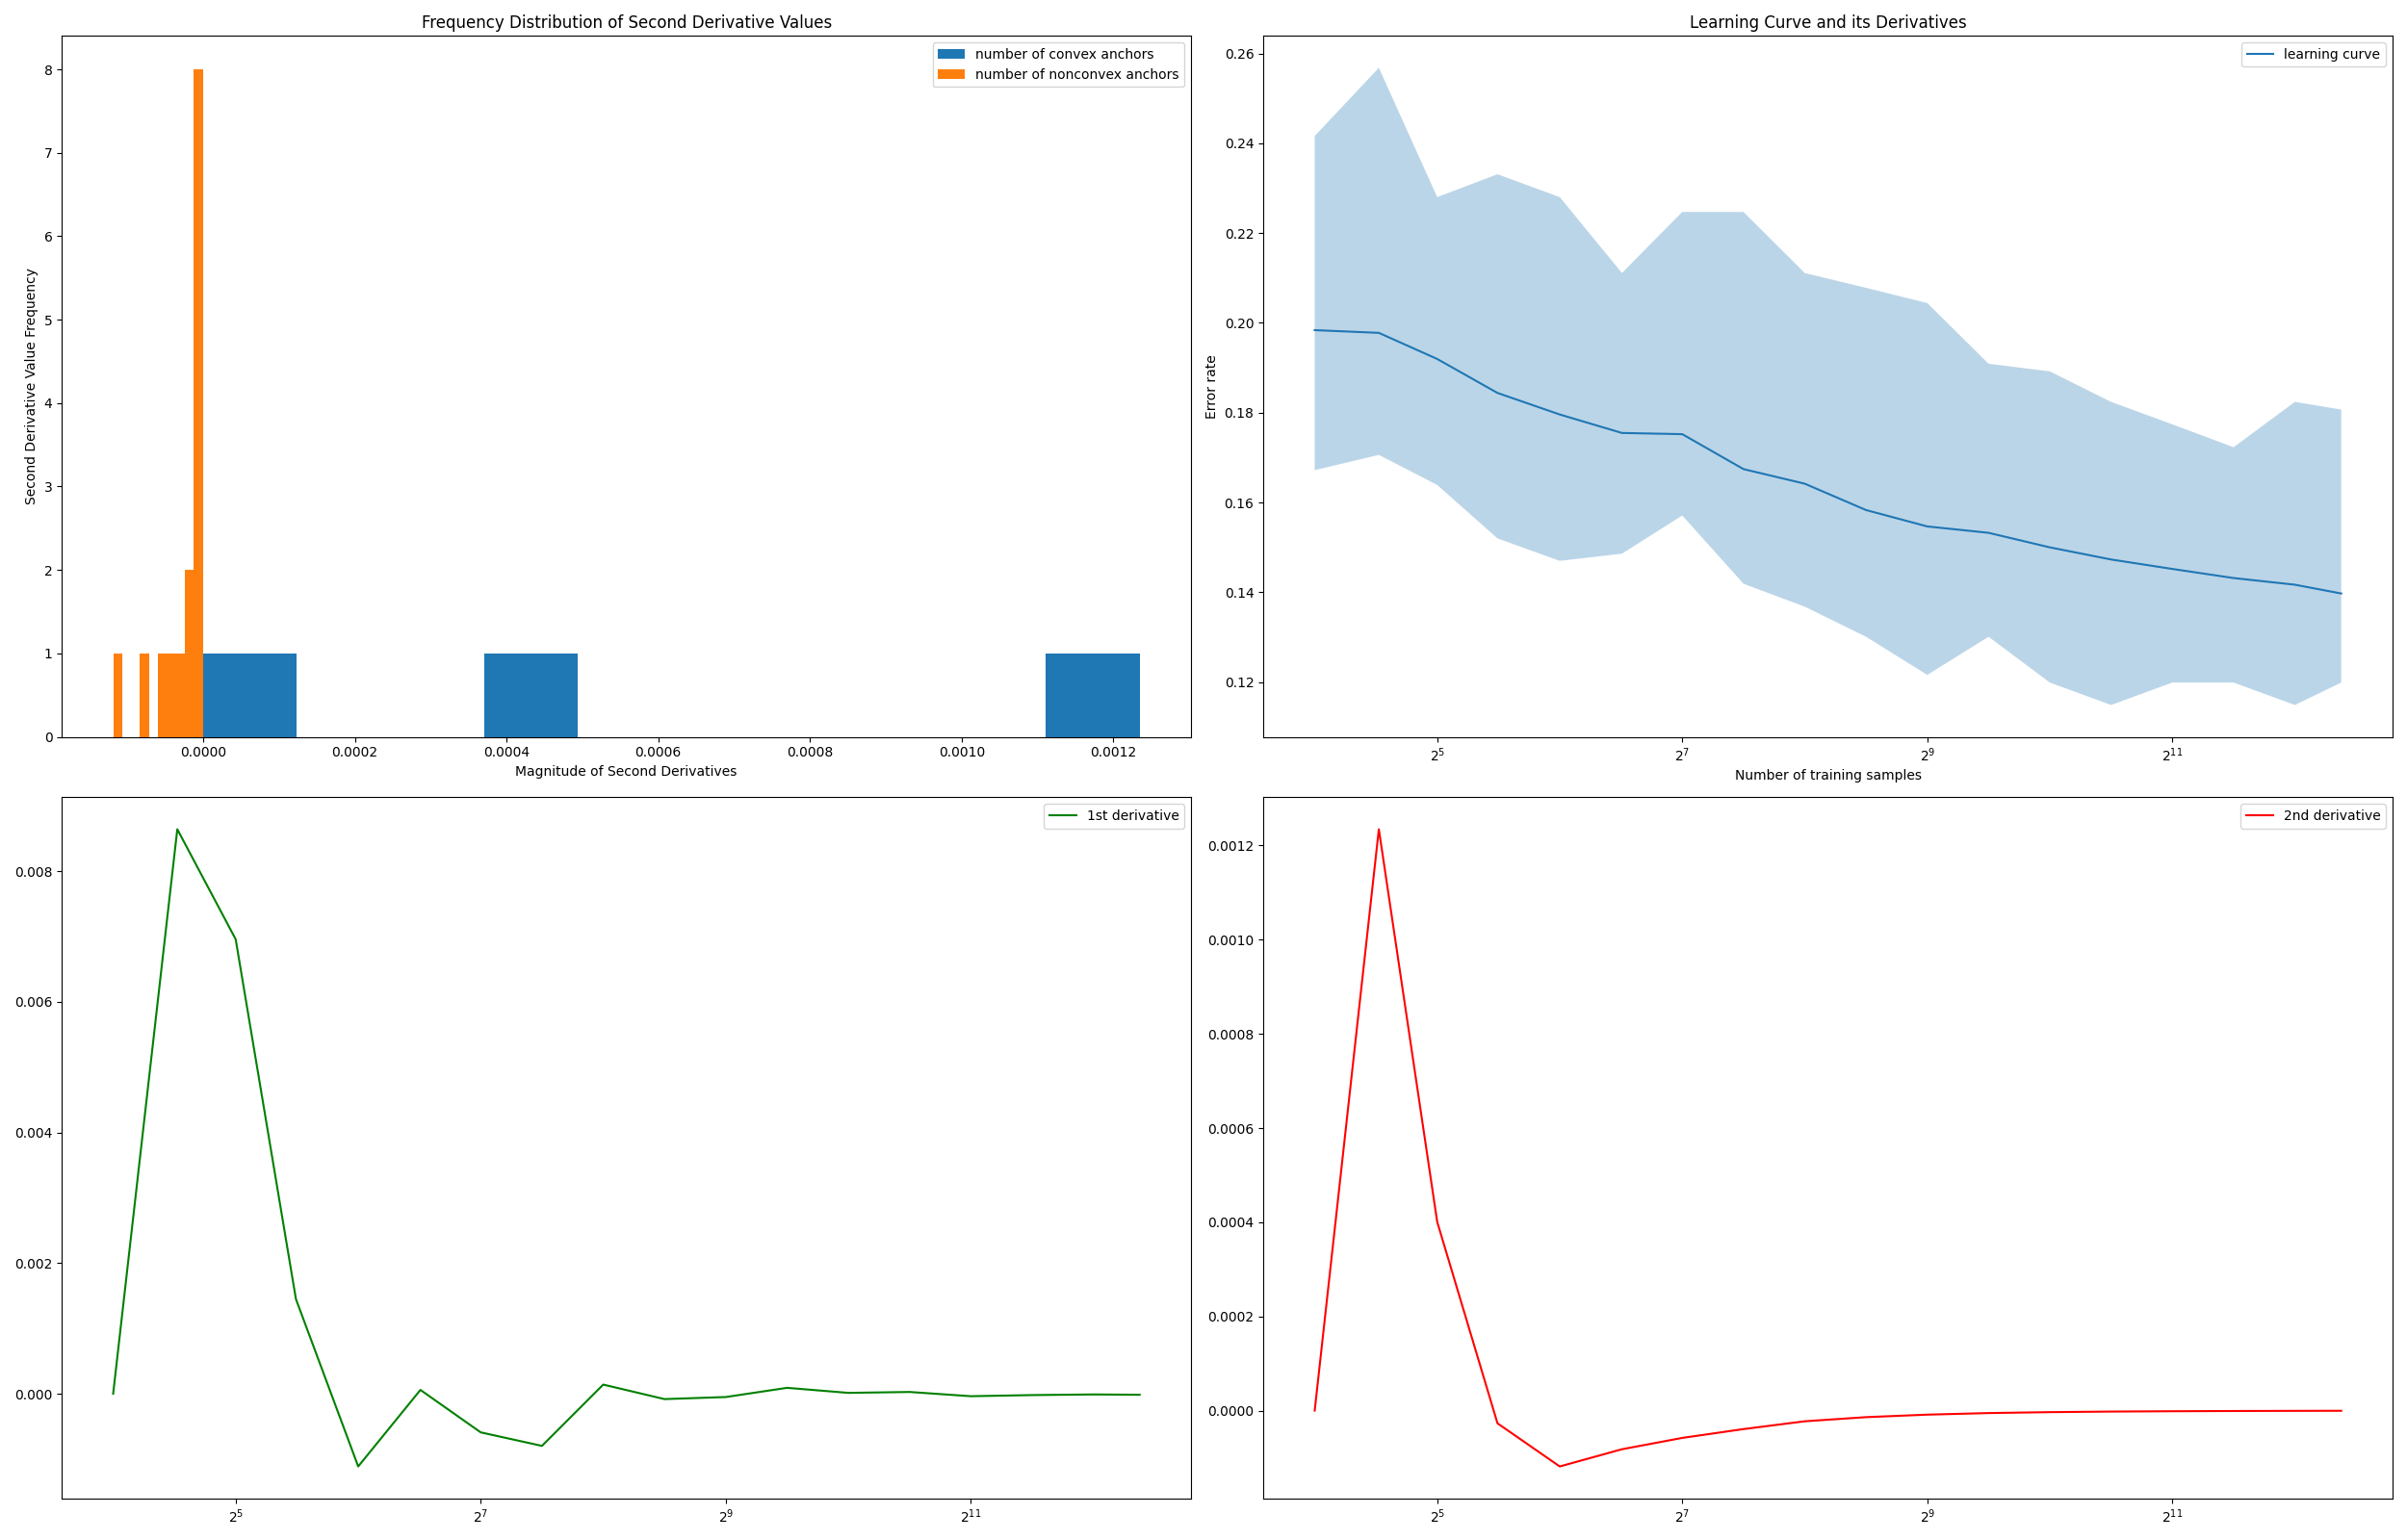 Frequency Distribution of Second Derivative Values
number of convex anchors
number of nonconvex anchors
Second Derivative Value Frequency
8
7
6
5
4
3
2
1
0
0.0000 0.0002 0.0004 0.0006 0.0008 0.0010 0.0012
Magnitude of Second Derivatives
Learning Curve and its Derivatives
learning curve
Error rate
0.26
0.24
0.22
0.20
0.18
0.16
0.14
0.12
2^5 2^7 2^9 2^11
Number of training samples
1st derivative
0.008
0.006
0.004
0.002
0.000
2^5 2^7 2^9 2^11
2nd derivative
0.0012
0.0010
0.0008
0.0006
0.0004
0.0002
0.0000
2^5 2^7 2^9 2^11